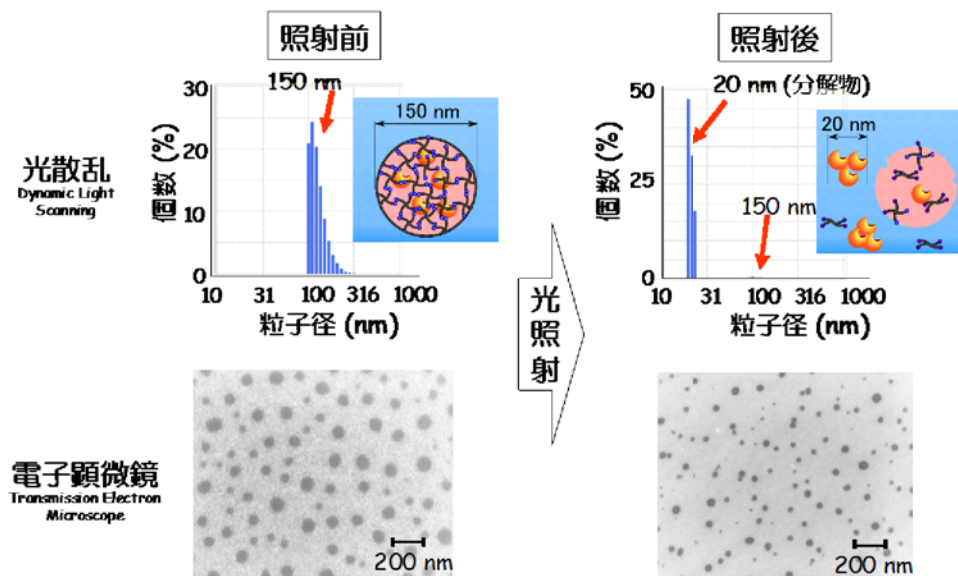 照射前
照射後
光散乱
Dynamic Light
Scanning
個数 (%)
30
20
10
0
150 nm
150 nm
10 31 100 316 1000
粒子径 (nm)
光照射
個数 (%)
50
25
0
20 nm (分解物)
20 nm
150 nm
10 31 100 316 1000
粒子径 (nm)
電子顕微鏡
Transmission Electron
Microscope
200 nm
200 nm